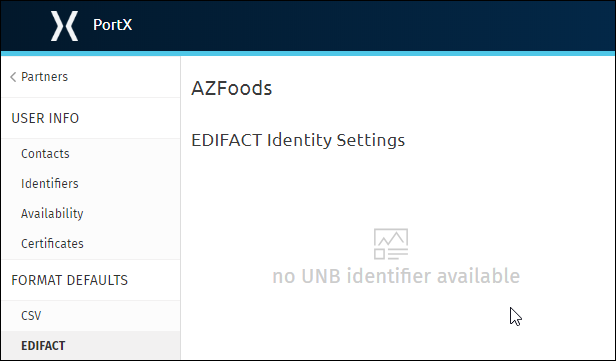 PortX
Partners
USER INFO
Contacts
Identifiers
Availability
Certificates
FORMAT DEFAULTS
CSV
EDIFACT
AZFoods
EDIFACT Identity Settings
no UNB identifier available